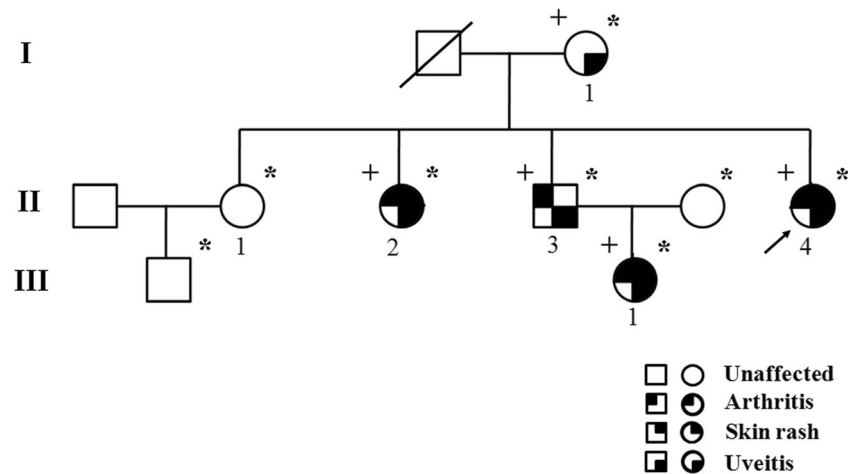 I
+ *
1
II
* + * + * * + *
1 2 3 4
III
* + *
1
Unaffected
Arthritis
Skin rash
Uveitis